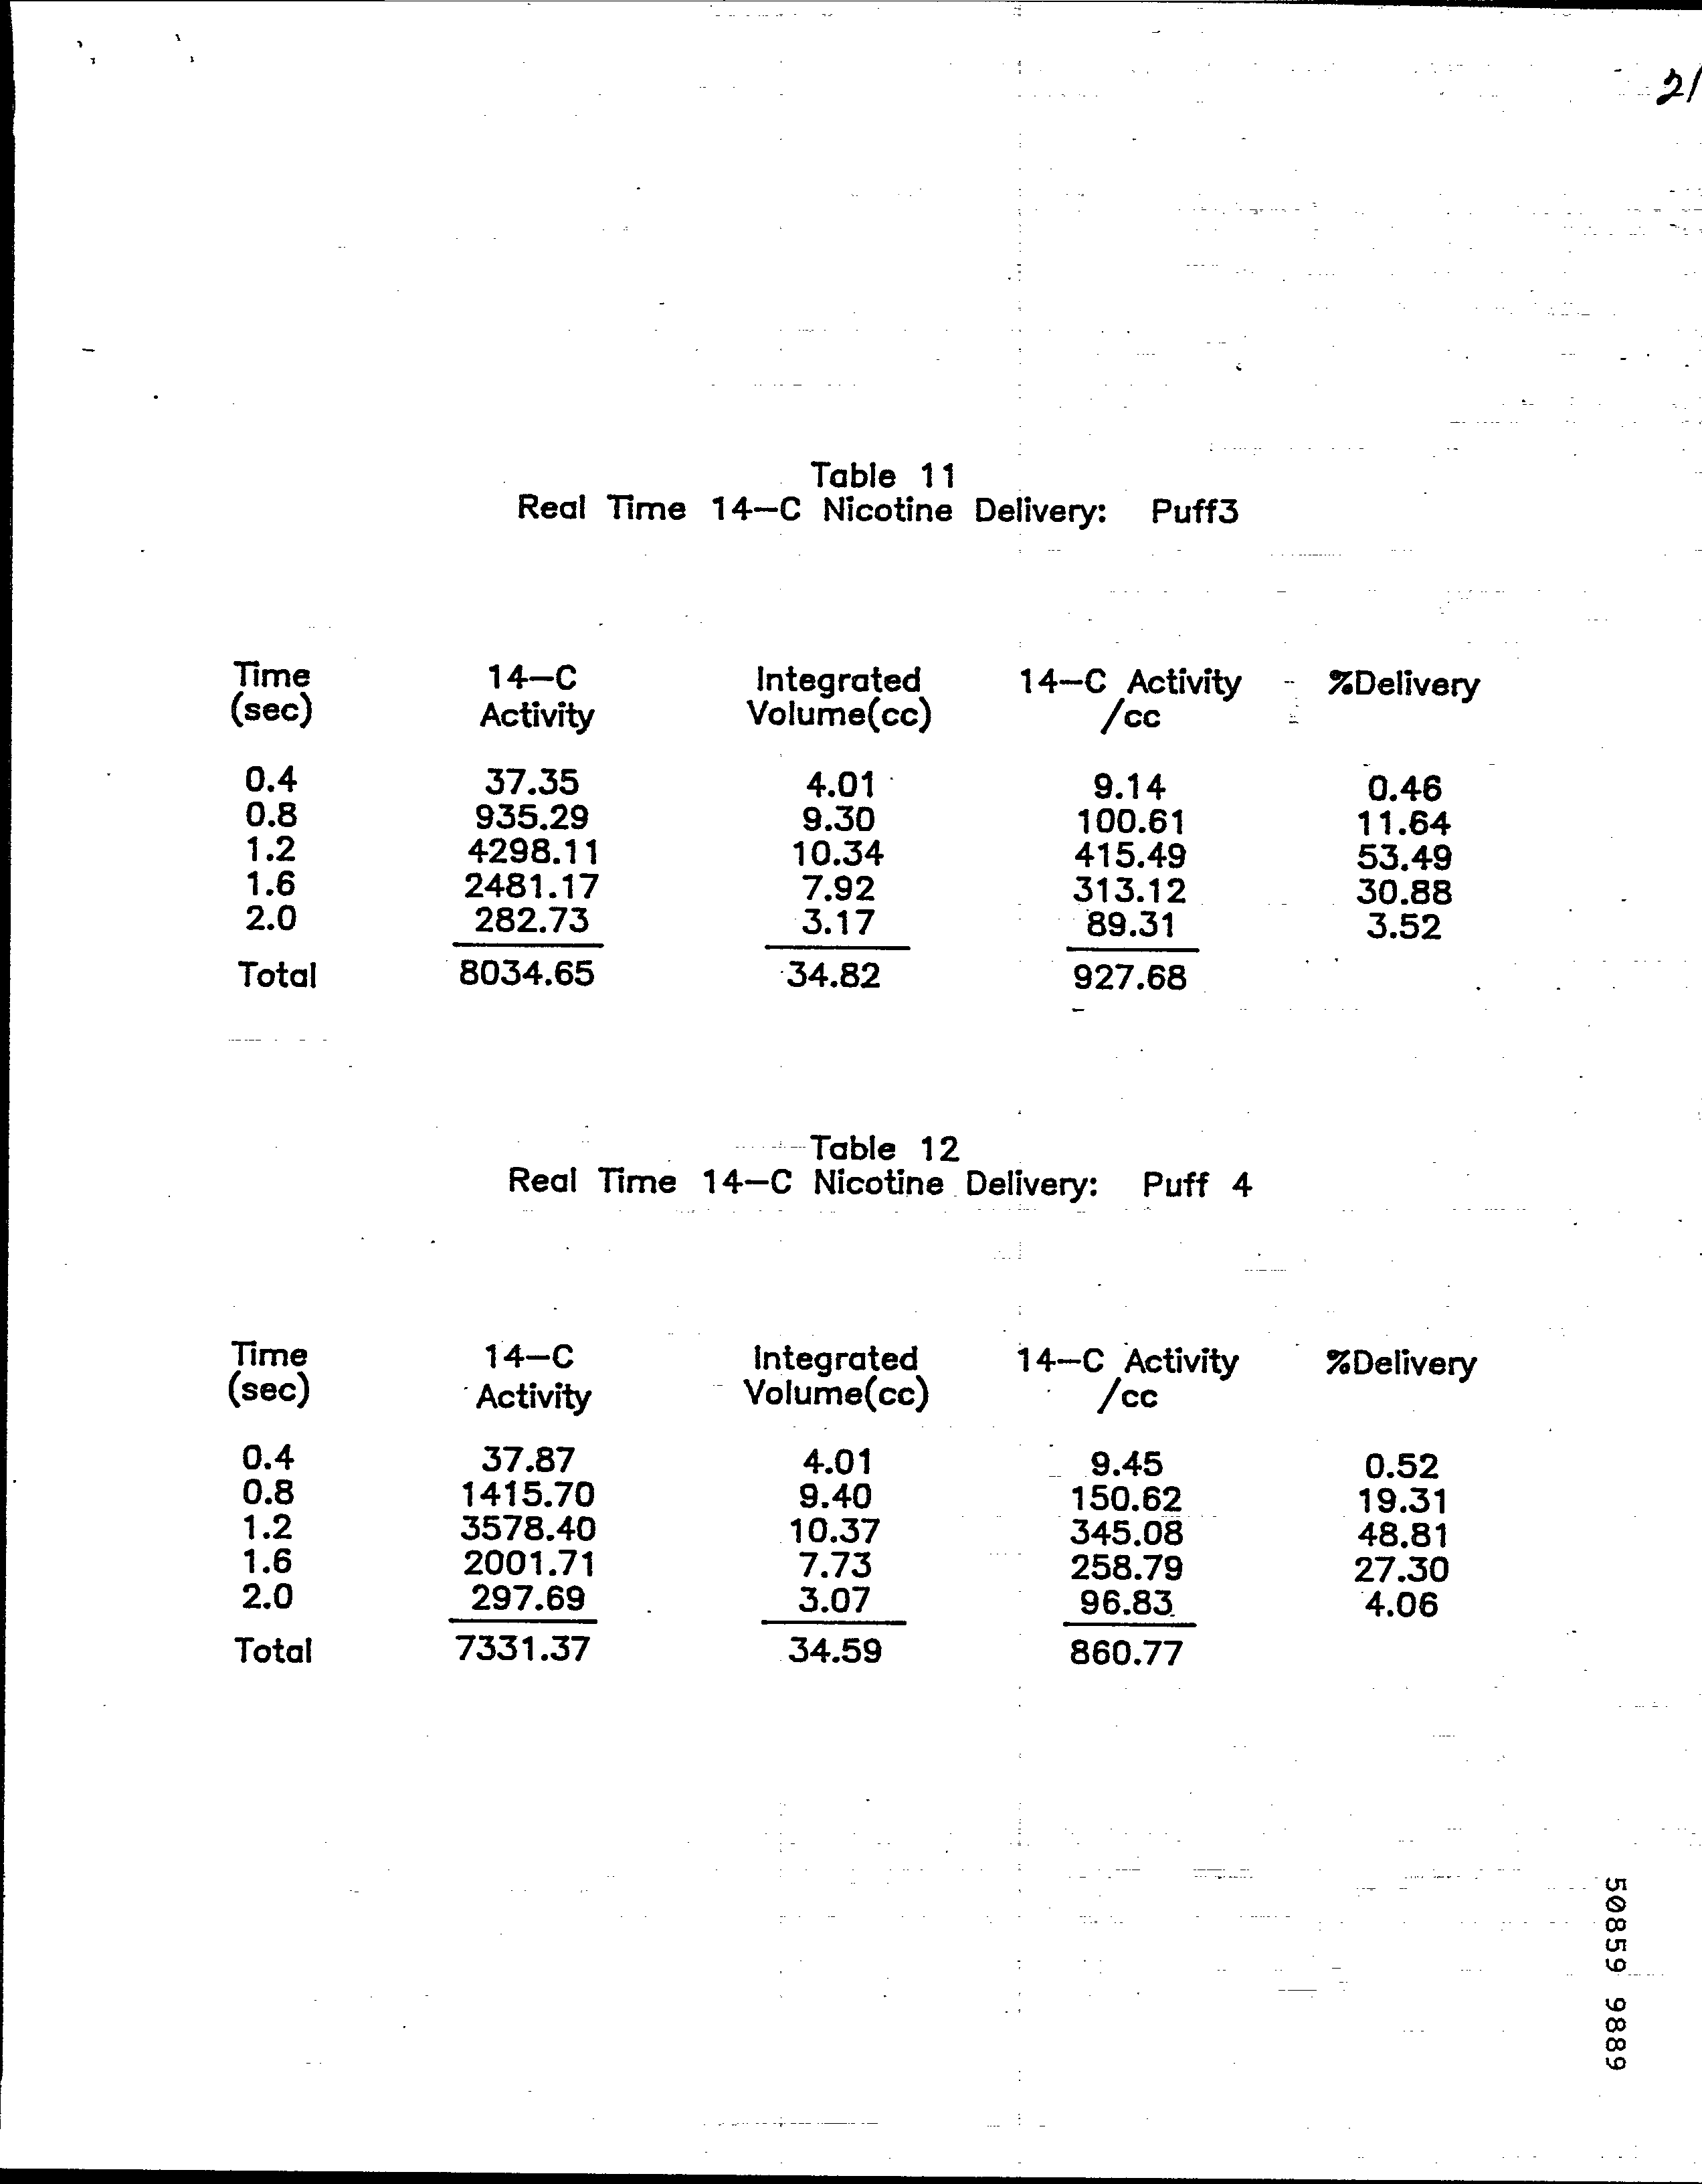 21
Table 11
Real Time 14-C Nicotine Delivery: Puff3
Time 14-C Integrated 14-C Activity %Delivery
(sec) Activity Volume(cc) /cc
0.4 37.35 4.01 9.14 0.46
0.8 935.29 9.30 100.61 11.64
1.2 4298.11 10.34 415.49 53.49
1.6 2481.17 7.92 313.12 30.88
2.0 282.73 3.17 89.31 3.52
Total 8034.65 34.82 927.68
Table 12
Real Time 14-C Nicotine Delivery: Puff 4
Time 14-C Integrated 14-C Activity %Delivery
(sec) Activity Volume(cc) /cc
0.4 37.87 4.01 9.45 0.52
0.8 1415.70 9.40 150.62 19.31
1.2 3578.40 10.37 345.08 48.81
1.6 2001.71 7.73 258.79 27.30
2.0 297.69 3.07 96.83 4.06
Total 7331.37 34.59 860.77
50859 9889